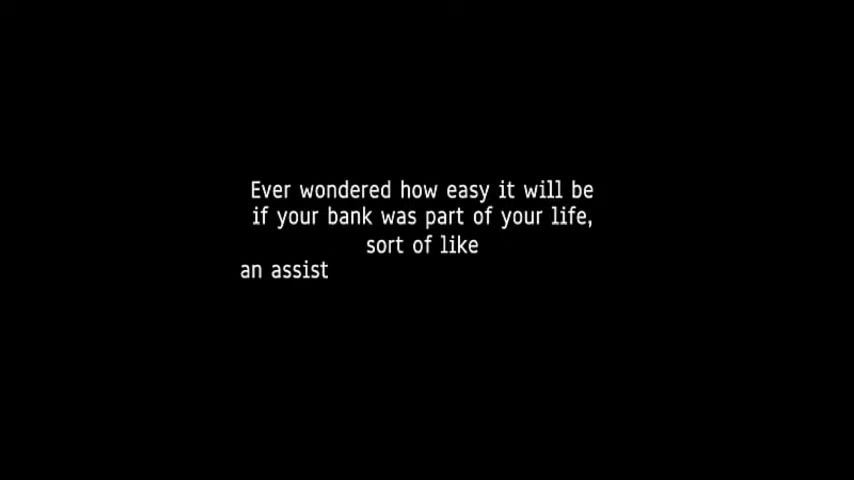 Ever wondered how easy it will be
if your bank was part of your life,
sort of like
an assist